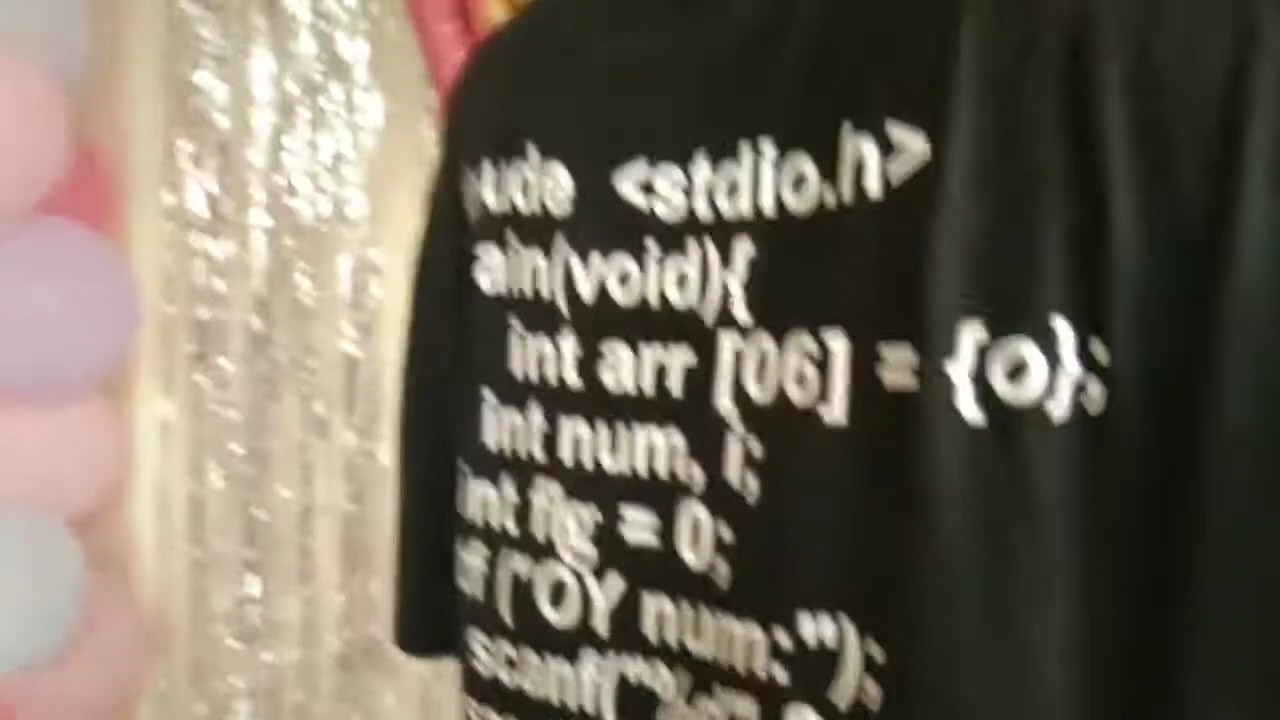 ude <stdio.h>
ain(void){
int arr [06] = {0};
int num, i;
int flg = 0;
f ("OY num:");
scanf("%d"